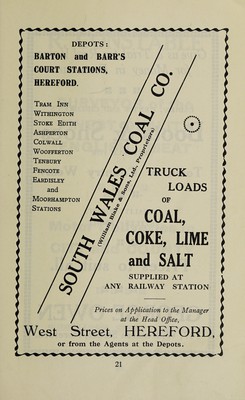 DEPOTS:
BARTON and BARR'S
COURT STATIONS,
HEREFORD.
TRAM INN
WITHINGTON
STOKE EDITH
ASHPERTON
COLWALL
WOOFFERTON
TENBURY
FENCOTE
EARDISLEY
and
MOORHAMPTON
STATIONS
SOUTH WALES COAL CO.
(William Blake & Sons, Ltd., Proprietors)
TRUCK
LOADS
OF
COAL,
COKE, LIME
and SALT
SUPPLIED AT
ANY RAILWAY STATION
Prices on Application to the Manager
at the Head Office,
West Street, HEREFORD,
or from the Agents at the Depots.
21